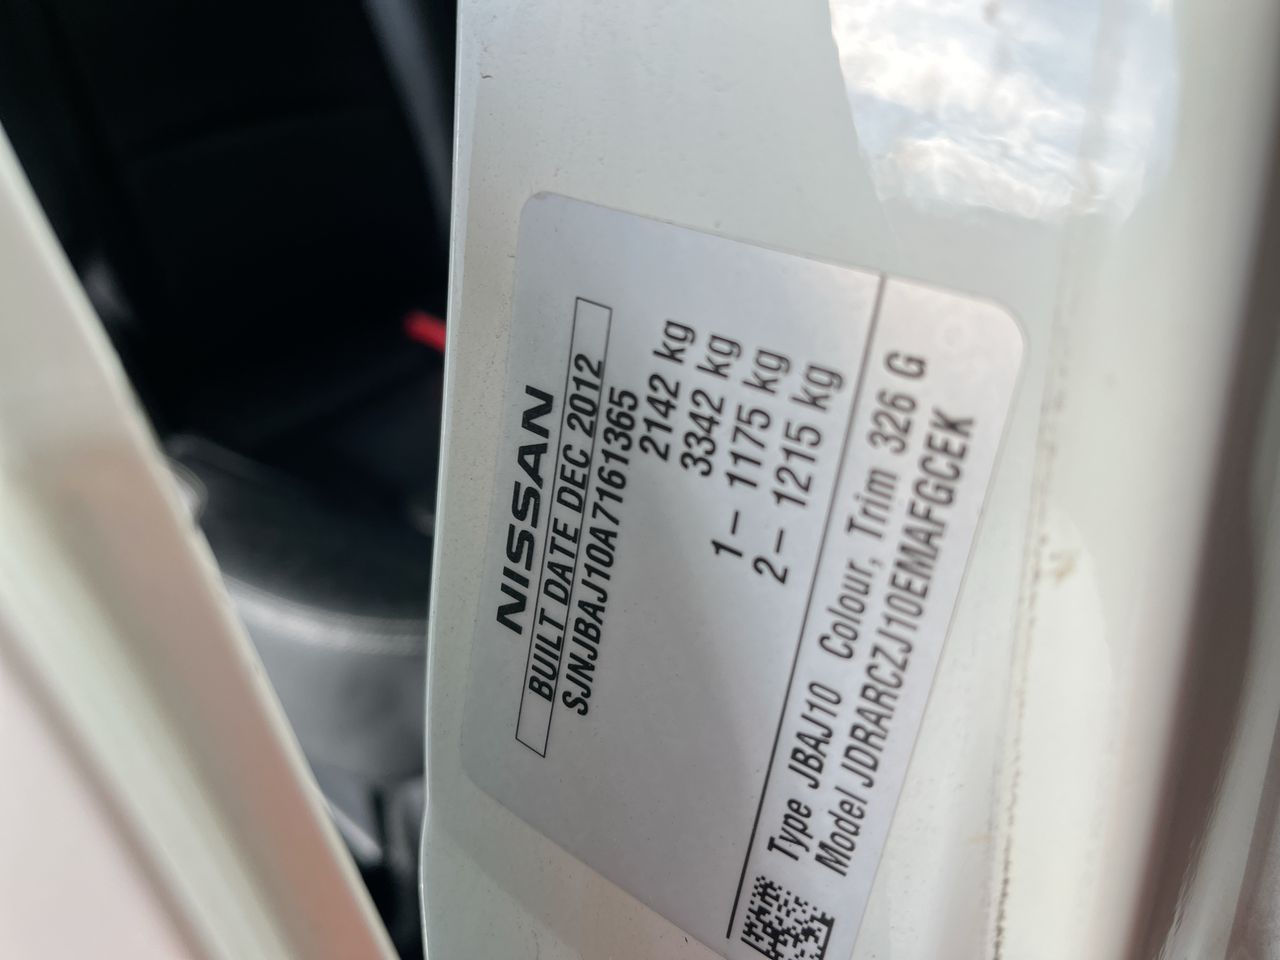 NISSAN
BUILT DATE DEC 2012
SJNJBAJ10A7161365
2142 kg
3342 kg
1– 1175 kg
2– 1215 kg
Type JBAJ10 Colour, Trim 326 G
Model JDRARCZJ10EMAFGCEK